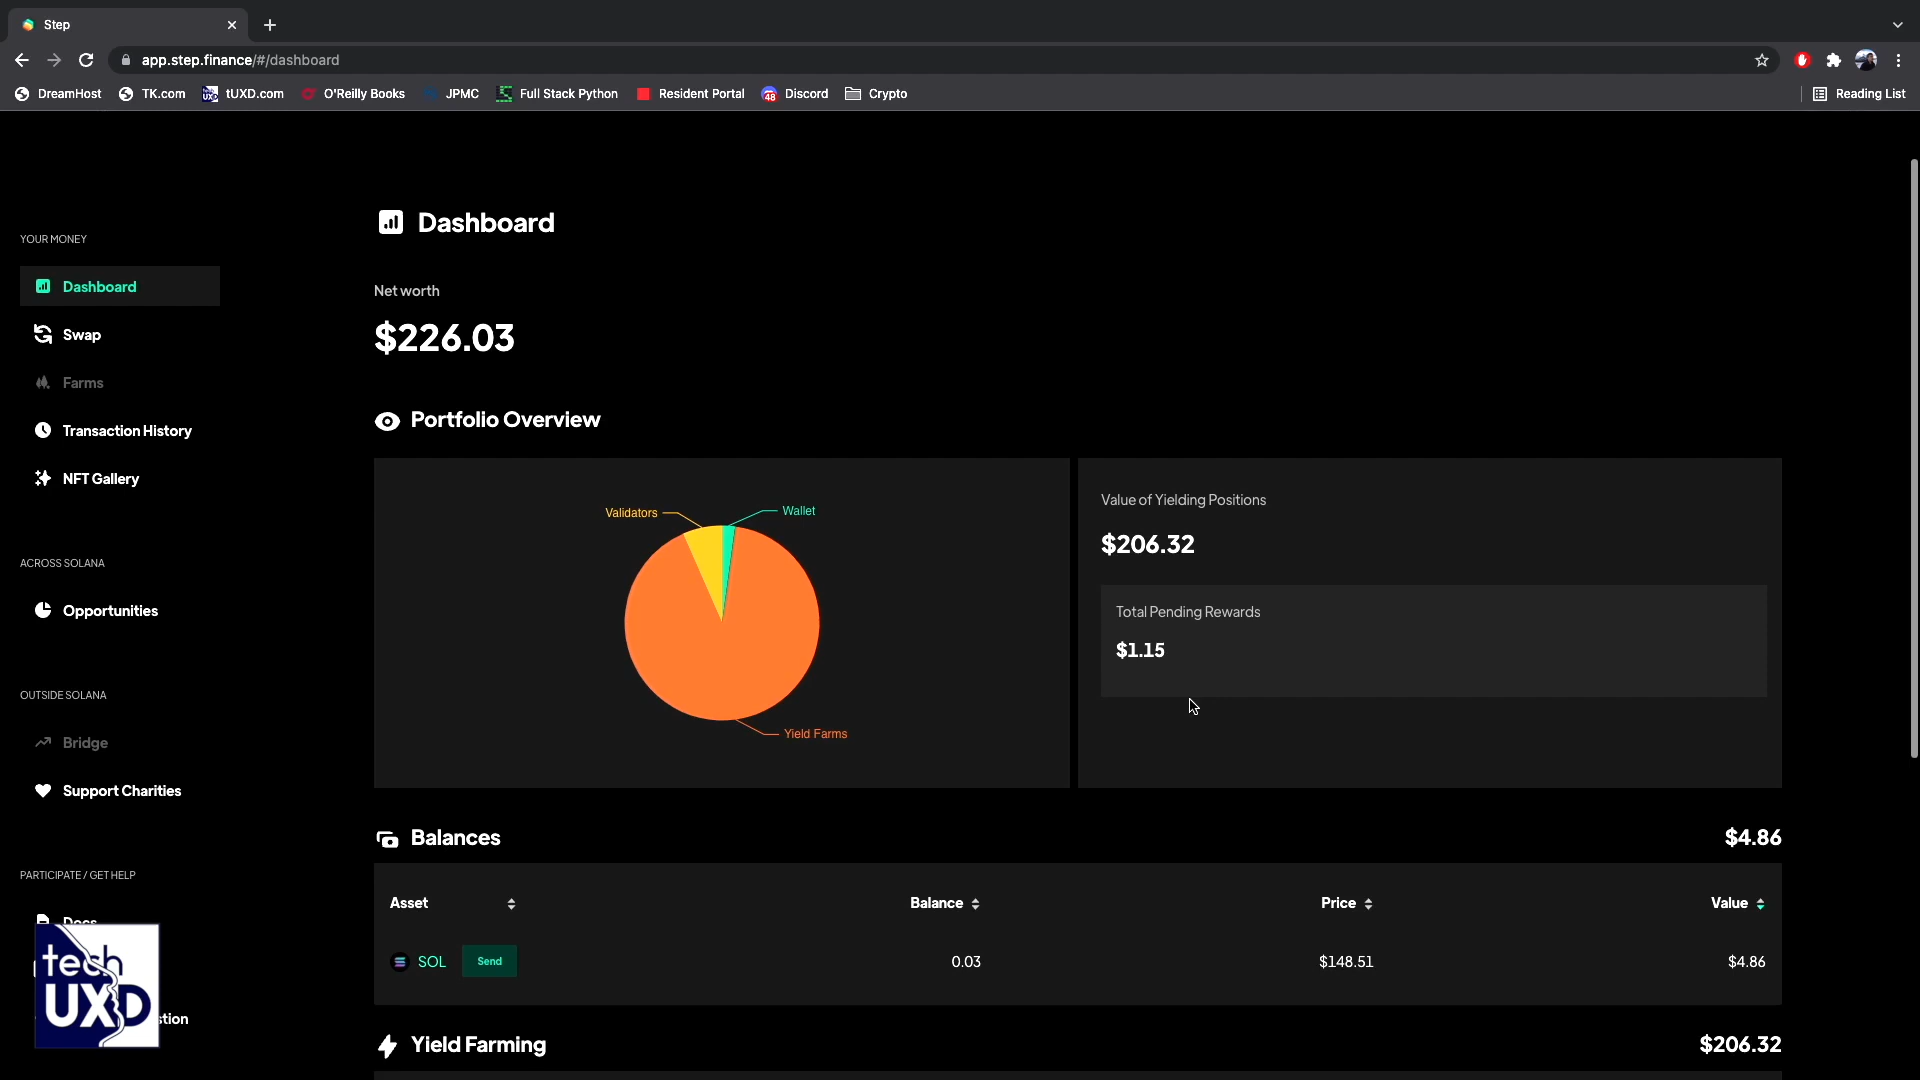 Step
app.step.finance/#/dashboard
DreamHost TK.com tUXD.com O'Reilly Books JPMC Full Stack Python Resident Portal 48 Discord Crypto Reading List
Dashboard
YOUR MONEY
Dashboard
Swap
Farms
Transaction History
NFT Gallery
ACROSS SOLANA
Opportunities
OUTSIDE SOLANA
Bridge
Support Charities
PARTICIPATE / GET HELP
Docs
tech
UXD
stion
Net worth
$226.03
Portfolio Overview
Validators
Wallet
Yield Farms
Value of Yielding Positions
$206.32
Total Pending Rewards
$1.15
Balances $4.86
Asset Balance Price Value
SOL Send 0.03 $148.51 $4.86
Yield Farming $206.32